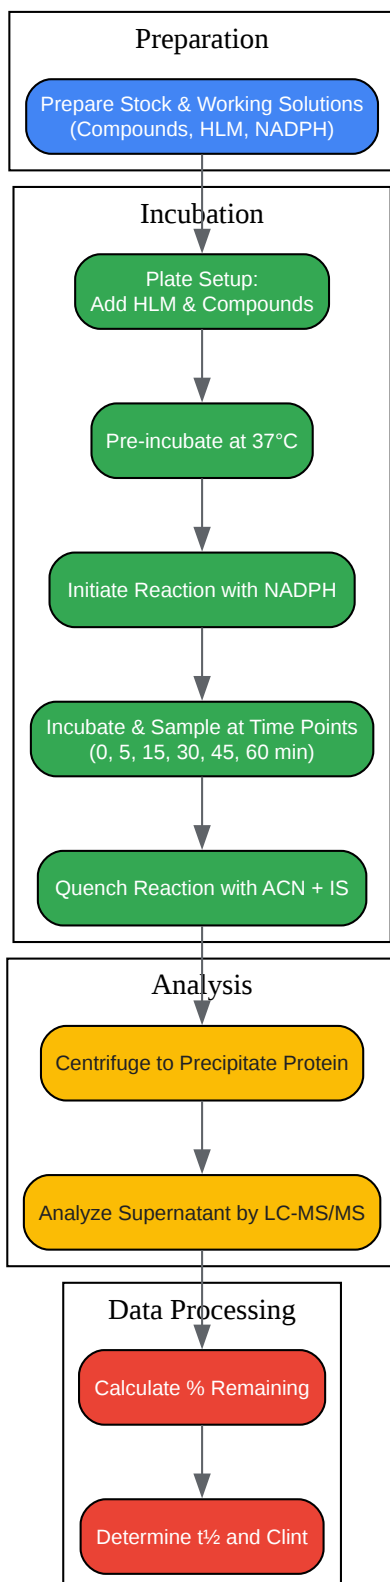 Preparation
Prepare Stock & Working Solutions
(Compounds, HLM, NADPH)
Incubation
Plate Setup:
Add HLM & Compounds
Pre-incubate at 37°C
Initiate Reaction with NADPH
Incubate & Sample at Time Points
(0, 5, 15, 30, 45, 60 min)
Quench Reaction with ACN + IS
Analysis
Centrifuge to Precipitate Protein
Analyze Supernatant by LC-MS/MS
Data Processing
Calculate % Remaining
Determine t½ and Clint